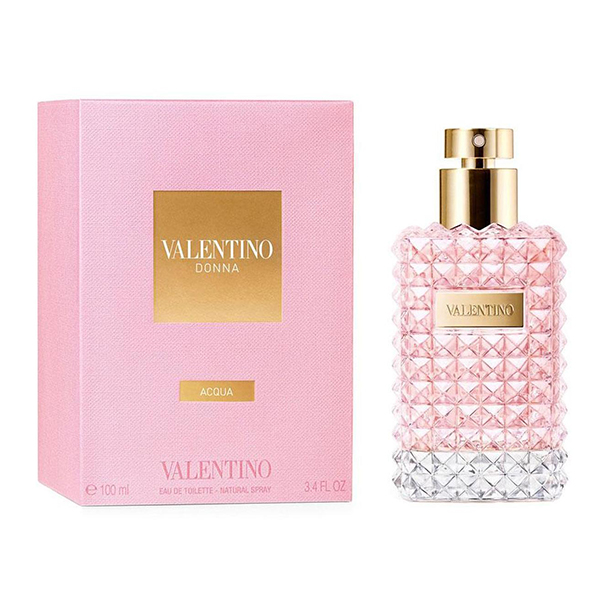 VALENTINO
DONNA
ACQUA
VALENTINO
EAU DE TOILETTE - NATURAL SPRAY
℮ 100 ml
3.4 FL OZ
VALENTINO